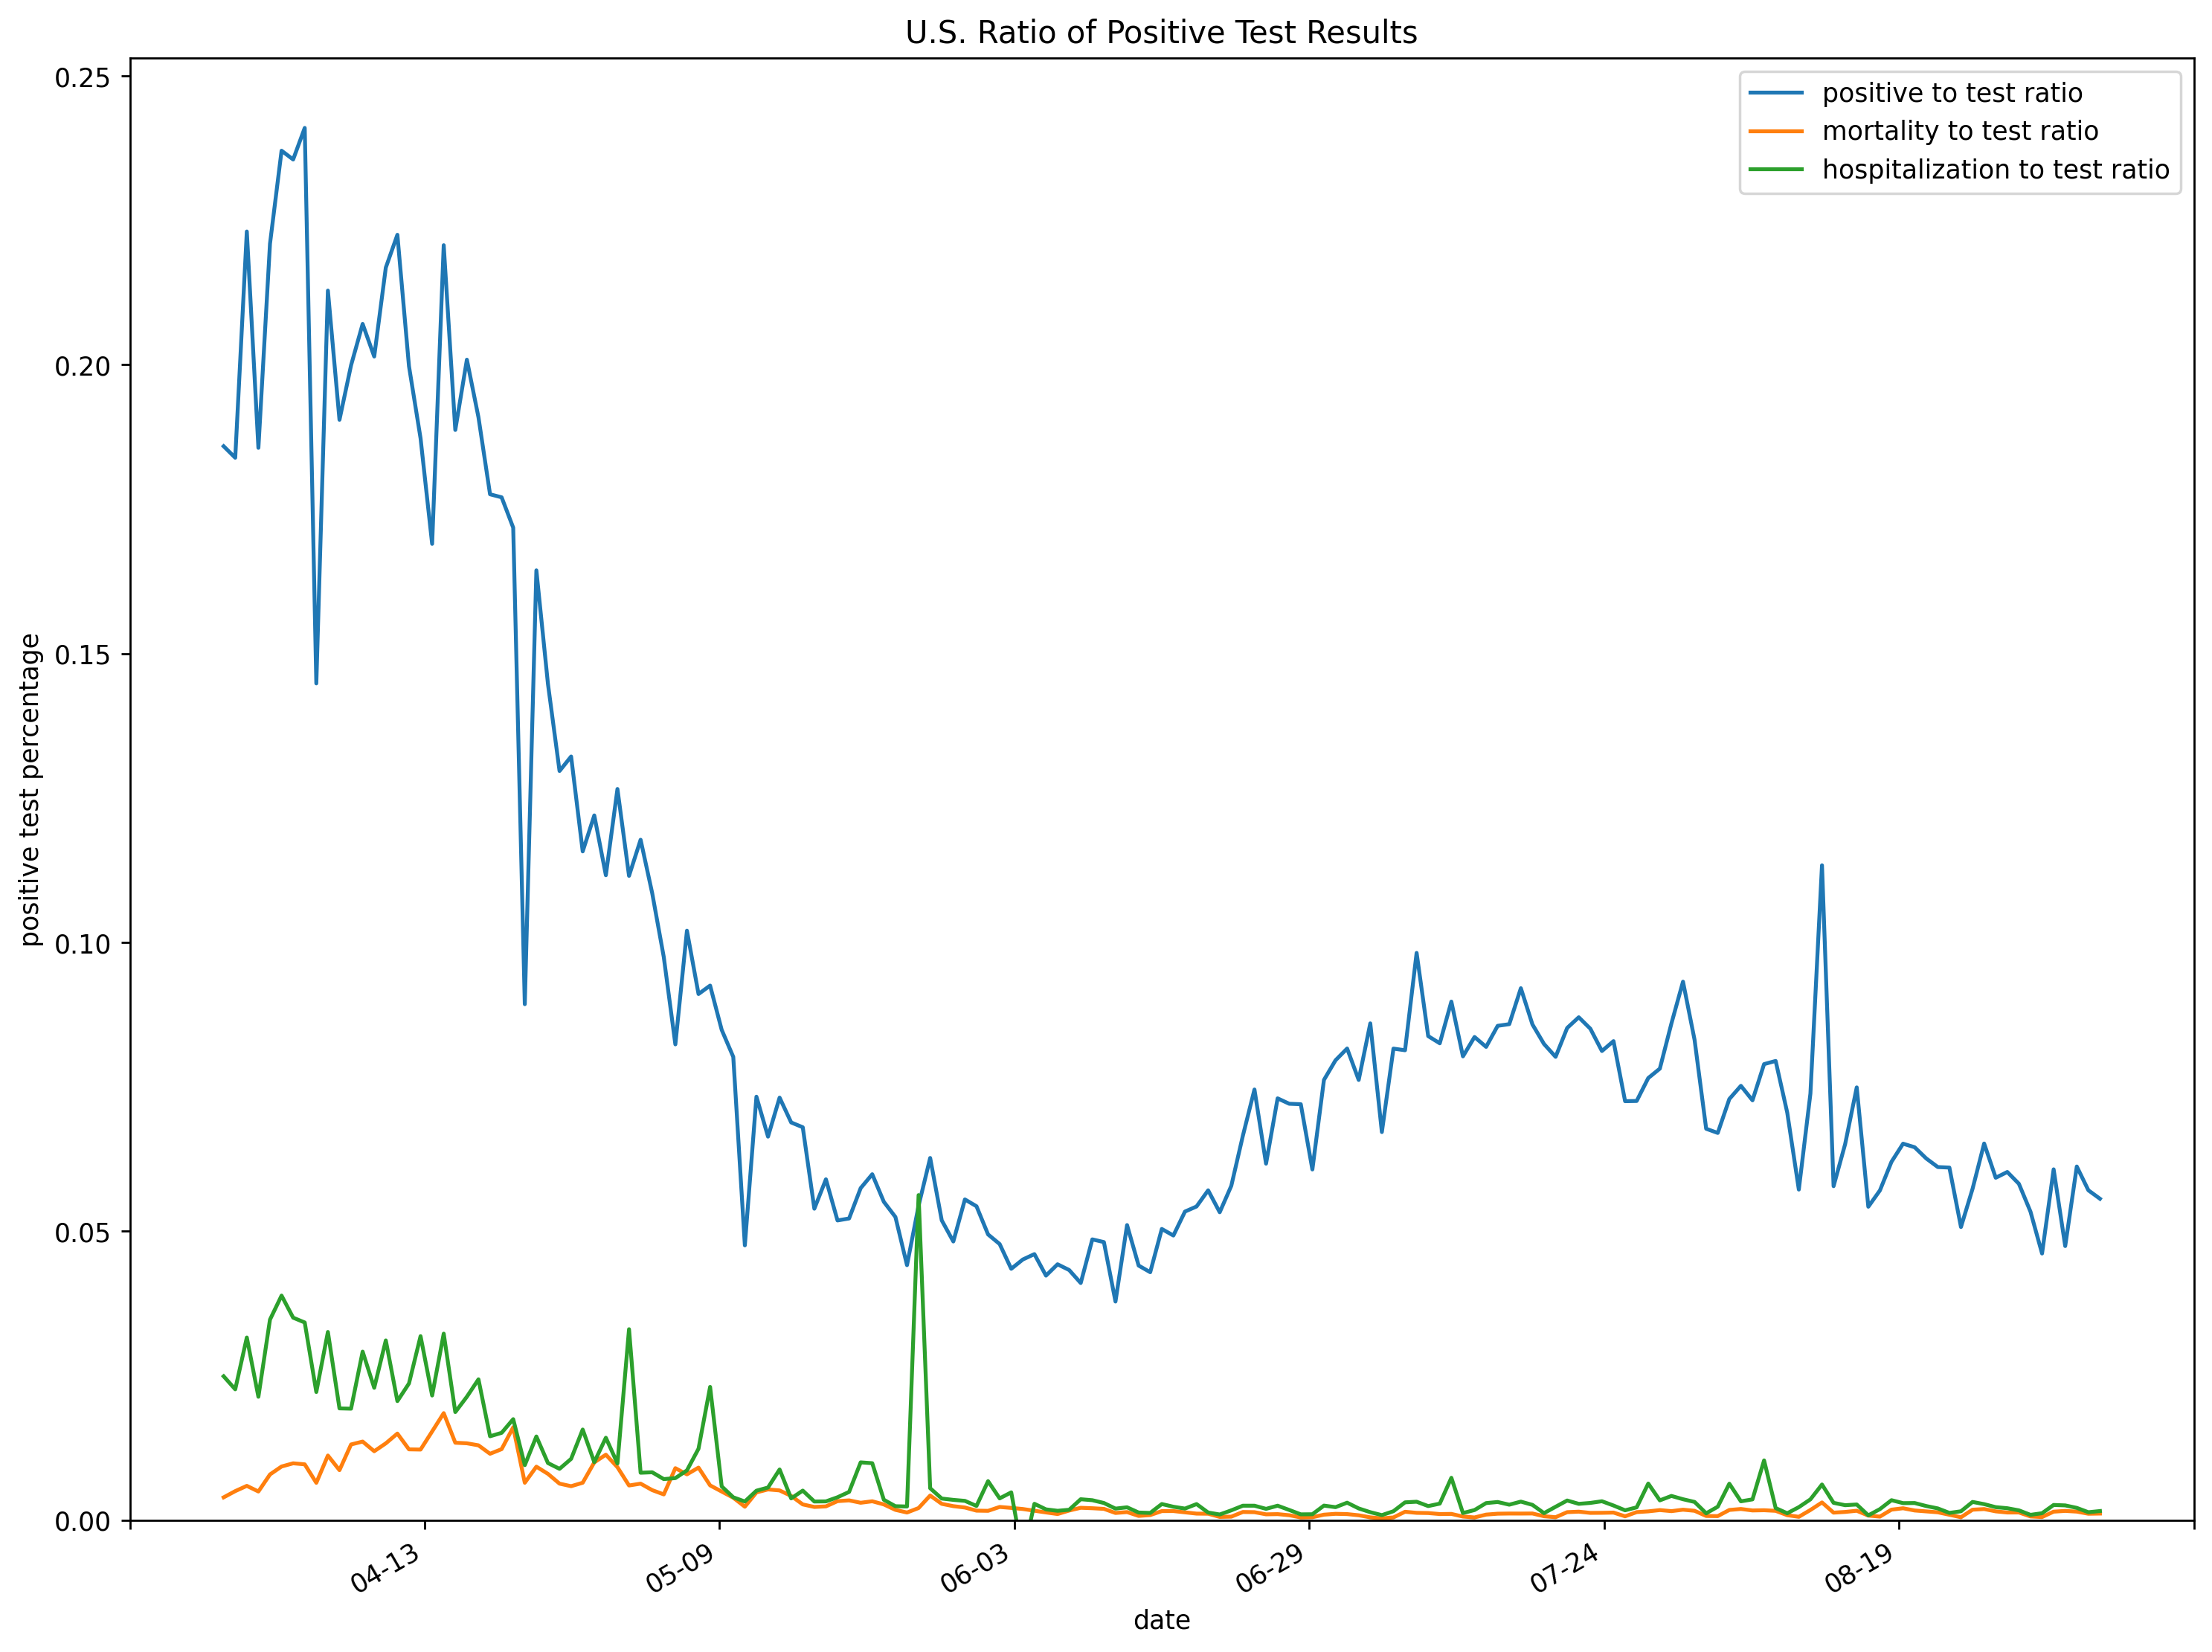 U.S. Ratio of Positive Test Results
positive to test ratio
mortality to test ratio
hospitalization to test ratio
0.25
0.20
0.15
0.10
0.05
0.00
positive test percentage
04-13
05-09
06-03
06-29
07-24
08-19
date